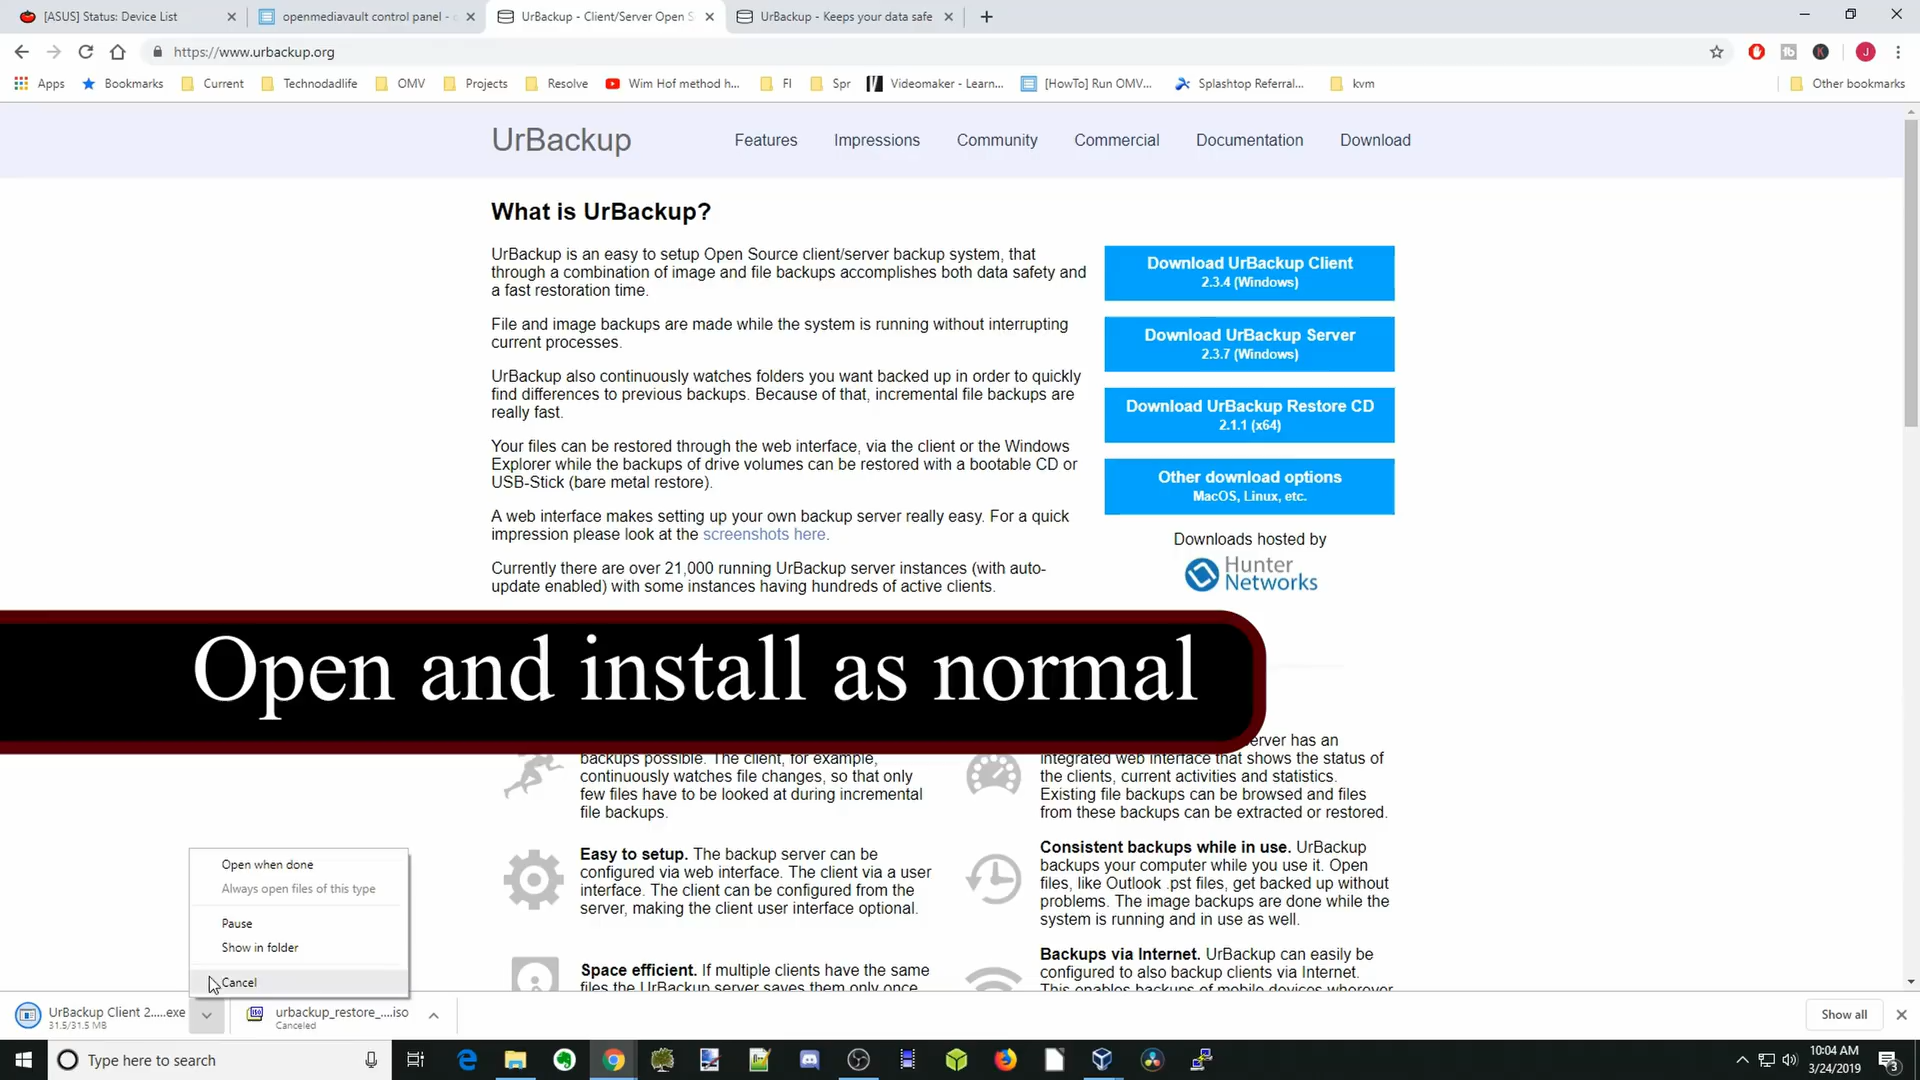 [ASUS] Status: Device List
openmediavault control panel -
UrBackup - Client/Server Open S
UrBackup - Keeps your data safe
https://www.urbackup.org
Apps
Bookmarks
Current
Technodadlife
OMV
Projects
Resolve
Wim Hof method h...
FI
Spr
Videomaker - Learn...
[HowTo] Run OMV...
Splashtop Referral...
kvm
Other bookmarks
UrBackup
Features
Impressions
Community
Commercial
Documentation
Download
What is UrBackup?
UrBackup is an easy to setup Open Source client/server backup system, that
through a combination of image and file backups accomplishes both data safety and
a fast restoration time.
File and image backups are made while the system is running without interrupting
current processes.
UrBackup also continuously watches folders you want backed up in order to quickly
find differences to previous backups. Because of that, incremental file backups are
really fast.
Your files can be restored through the web interface, via the client or the Windows
Explorer while the backups of drive volumes can be restored with a bootable CD or
USB-Stick (bare metal restore).
A web interface makes setting up your own backup server really easy. For a quick
impression please look at the screenshots here.
Currently there are over 21,000 running UrBackup server instances (with auto-
update enabled) with some instances having hundreds of active clients.
Download UrBackup Client
2.3.4 (Windows)
Download UrBackup Server
2.3.7 (Windows)
Download UrBackup Restore CD
2.1.1 (x64)
Other download options
MacOS, Linux, etc.
Downloads hosted by
Hunter
Networks
Open and install as normal
backups possible. The client, for example,
continuously watches file changes, so that only
few files have to be looked at during incremental
file backups.
erver has an
integrated web interface that shows the status of
the clients, current activities and statistics.
Existing file backups can be browsed and files
from these backups can be extracted or restored.
Easy to setup. The backup server can be
configured via web interface. The client via a user
interface. The client can be configured from the
server, making the client user interface optional.
Consistent backups while in use. UrBackup
backups your computer while you use it. Open
files, like Outlook .pst files, get backed up without
problems. The image backups are done while the
system is running and in use as well.
Space efficient. If multiple clients have the same
files the UrBackup server saves them only once
Backups via Internet. UrBackup can easily be
configured to also backup clients via Internet.
This enables backups of mobile devices wherever
Open when done
Always open files of this type
Pause
Show in folder
Cancel
UrBackup Client 2.....exe
31.5/31.5 MB
urbackup_restore_....iso
Canceled
Show all
Type here to search
10:04 AM
3/24/2019
3